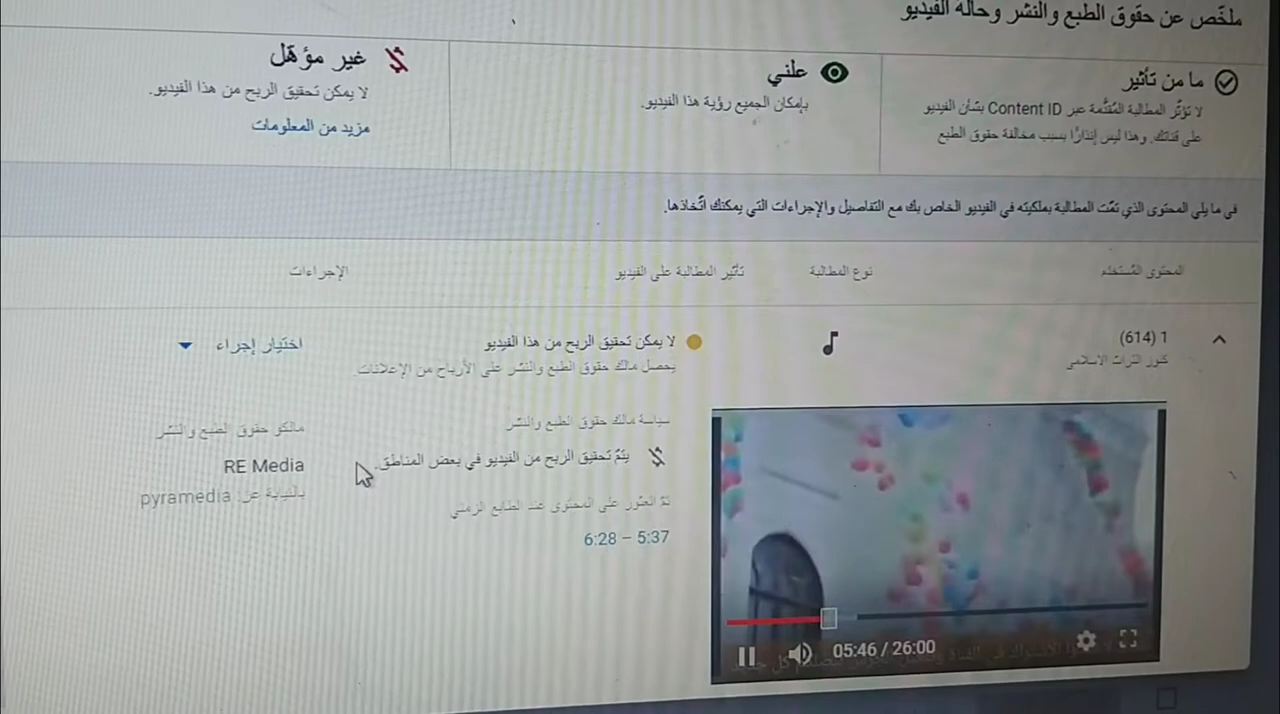 ملخّص عن حقوق الطبع والنشر وحالة الفيديو
ما من تأثير
لا تؤثّر المطالبة المُقدَّمة عبر Content ID بشأن الفيديو
على قناتك. وهذا ليس إنذارًا بسبب مخالفة حقوق الطبع
علني
بإمكان الجميع رؤية هذا الفيديو.
غير مؤهّل
لا يمكن تحقيق الربح من هذا الفيديو.
مزيد من المعلومات
في ما يلي المحتوى الذي تمّت المطالبة بملكيته في الفيديو الخاص بك مع التفاصيل والإجراءات التي يمكنك اتّخاذها.
المحتوى المُستخدَم
نوع المطالبة
تأثير المطالبة على الفيديو
الإجراءات
1 (614)
كنوز التراث الاسلامى
لا يمكن تحقيق الربح من هذا الفيديو
يحصل مالك حقوق الطبع والنشر على الأرباح من الإعلانات.
اختيار إجراء
سياسة مالك حقوق الطبع والنشر
يتمّ تحقيق الربح من الفيديو في بعض المناطق.
تمّ العثور على المحتوى عند الطابع الزمني
5:37 – 6:28
مالكو حقوق الطبع والنشر
RE Media
بالنيابة عن: pyramedia
05:46 / 26:00